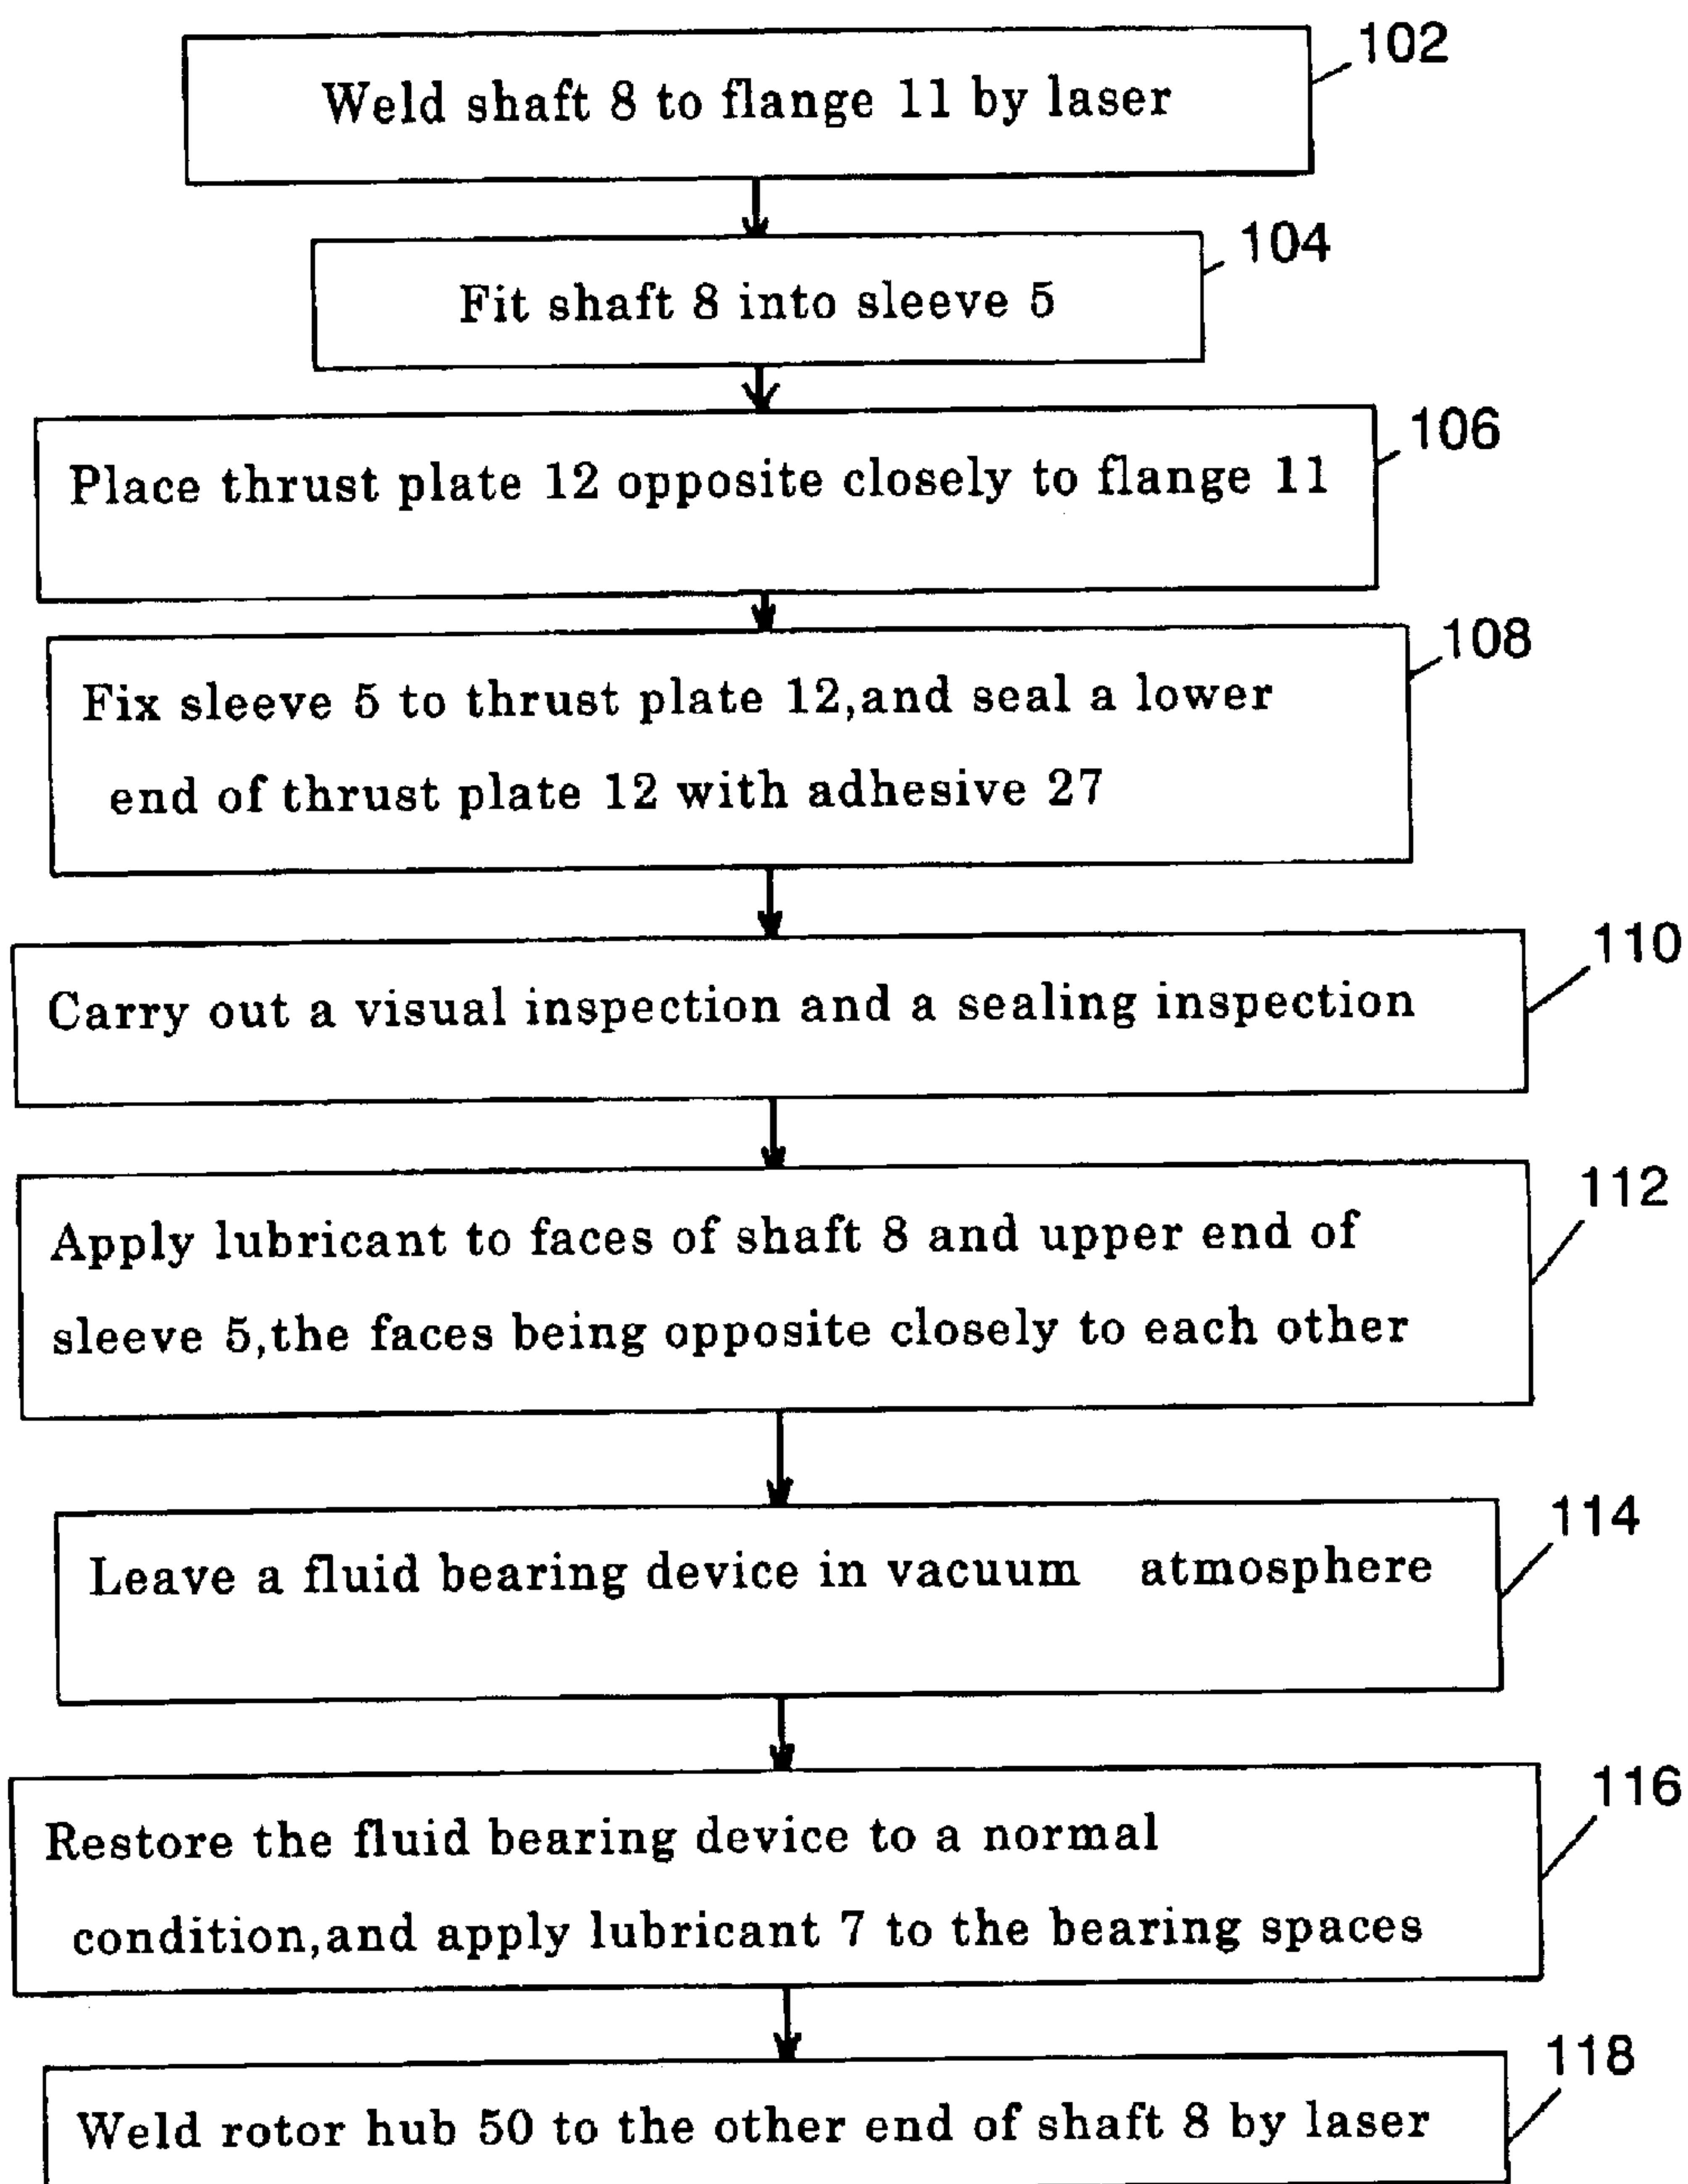 102
Weld shaft 8 to flange 11 by laser
104
Fit shaft 8 into sleeve 5
106
Place thrust plate 12 opposite closely to flange 11
108
Fix sleeve 5 to thrust plate 12,and seal a lower
end of thrust plate 12 with adhesive 27
110
Carry out a visual inspection and a sealing inspection
112
Apply lubricant to faces of shaft 8 and upper end of
sleeve 5,the faces being opposite closely to each other
114
Leave a fluid bearing device in vacuum atmosphere
116
Restore the fluid bearing device to a normal
condition,and apply lubricant 7 to the bearing spaces
118
Weld rotor hub 50 to the other end of shaft 8 by laser